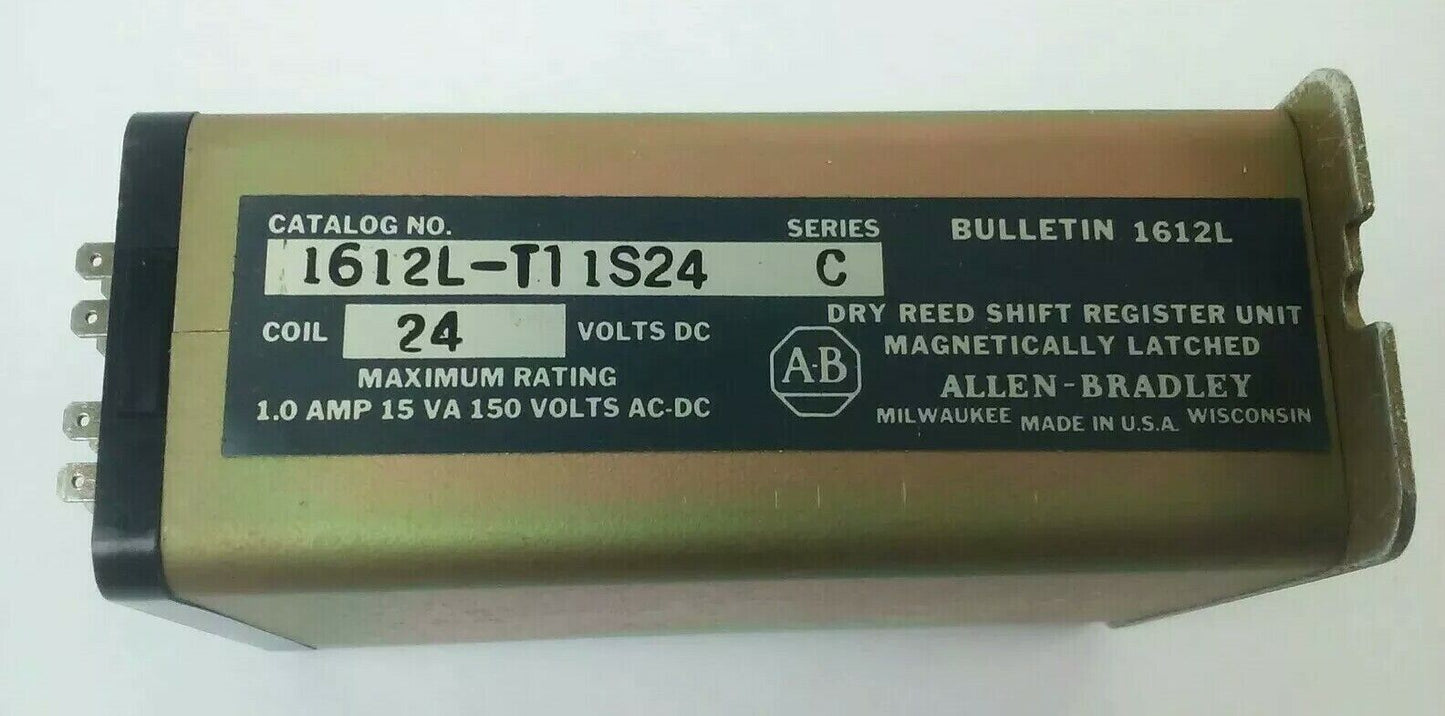 CATALOG NO. SERIES BULLETIN 1612L
1612L-T11S24 C
COIL 24 VOLTS DC
MAXIMUM RATING
1.0 AMP 15 VA 150 VOLTS AC-DC
A-B
DRY REED SHIFT REGISTER UNIT
MAGNETICALLY LATCHED
ALLEN-BRADLEY
MILWAUKEE MADE IN U.S.A. WISCONSIN